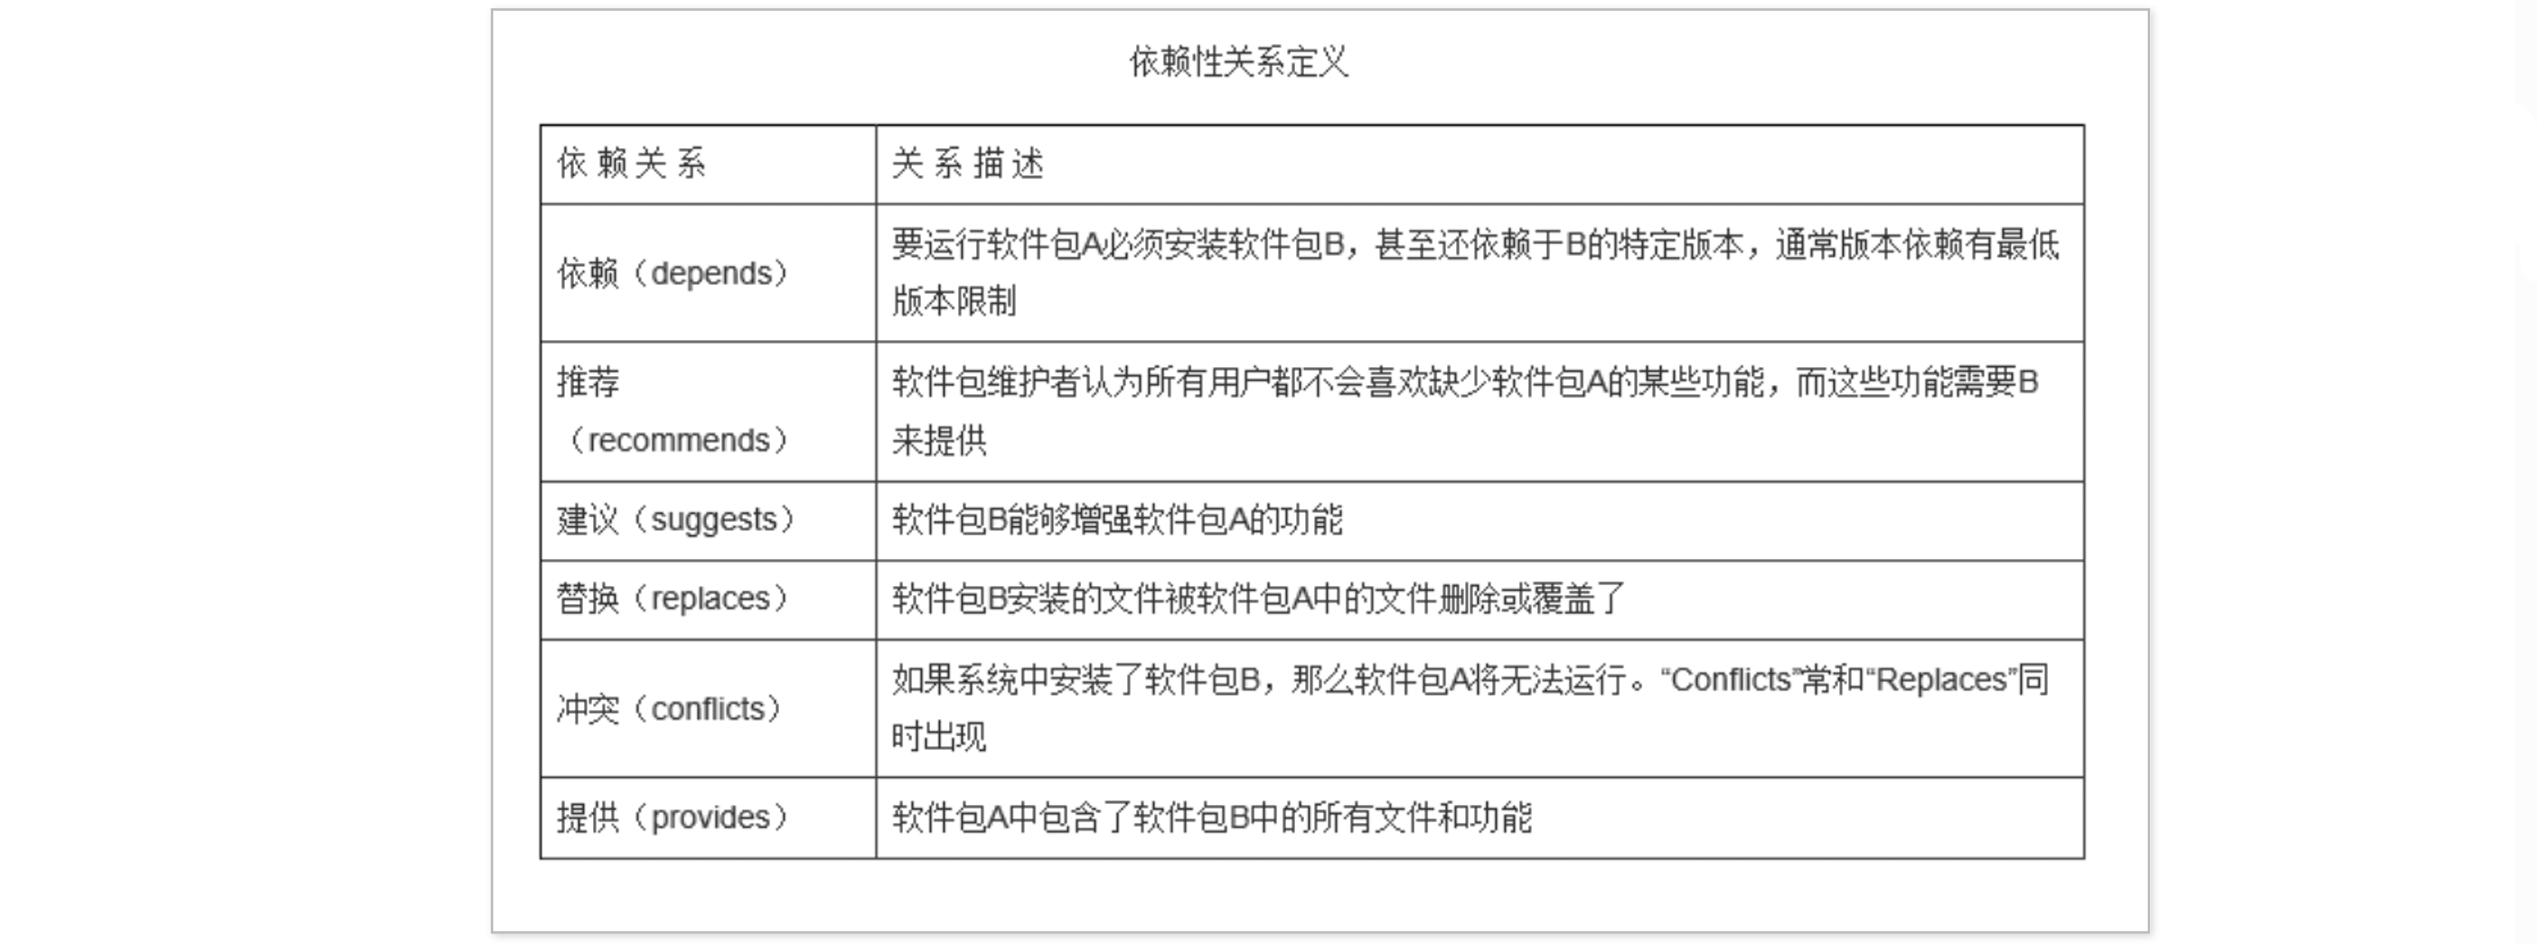 依赖性关系定义
依 赖 关 系
关 系 描 述
依赖（depends）
要运行软件包A必须安装软件包B，甚至还依赖于B的特定版本，通常版本依赖有最低
版本限制
推荐
（recommends）
软件包维护者认为所有用户都不会喜欢缺少软件包A的某些功能，而这些功能需要B
来提供
建议（suggests）
软件包B能够增强软件包A的功能
替换（replaces）
软件包B安装的文件被软件包A中的文件删除或覆盖了
冲突（conflicts）
如果系统中安装了软件包B，那么软件包A将无法运行。“Conflicts”常和“Replaces”同
时出现
提供（provides）
软件包A中包含了软件包B中的所有文件和功能